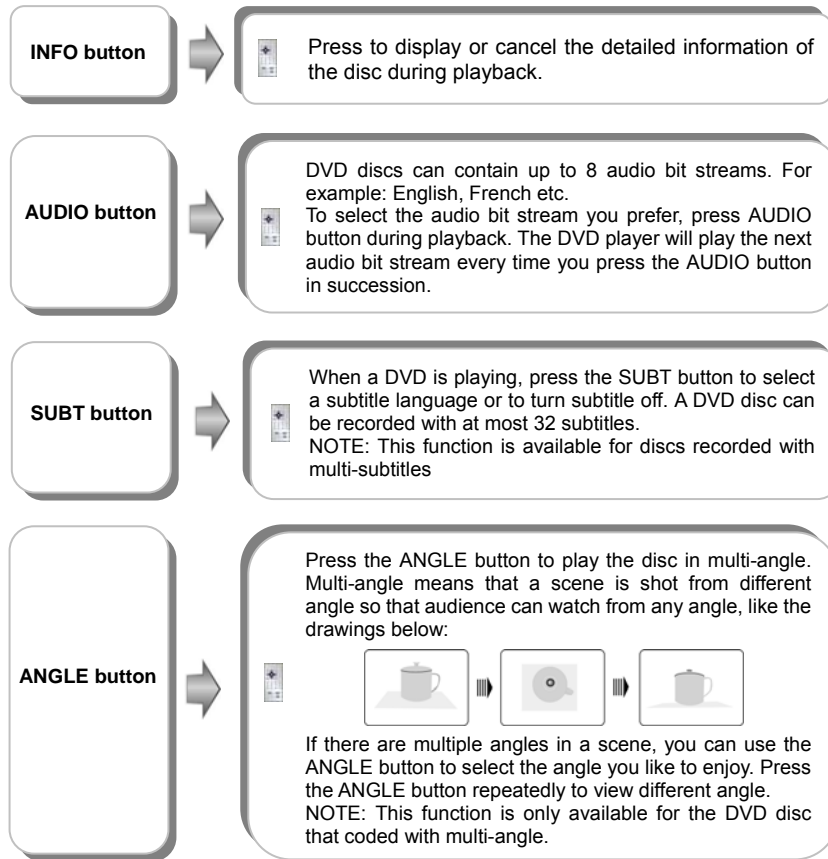 INFO button
Press to display or cancel the detailed information of
the disc during playback.
AUDIO button
DVD discs can contain up to 8 audio bit streams. For
example: English, French etc.
To select the audio bit stream you prefer, press AUDIO
button during playback. The DVD player will play the next
audio bit stream every time you press the AUDIO button
in succession.
SUBT button
When a DVD is playing, press the SUBT button to select
a subtitle language or to turn subtitle off. A DVD disc can
be recorded with at most 32 subtitles.
NOTE: This function is available for discs recorded with
multi-subtitles
ANGLE button
Press the ANGLE button to play the disc in multi-angle.
Multi-angle means that a scene is shot from different
angle so that audience can watch from any angle, like the
drawings below:
If there are multiple angles in a scene, you can use the
ANGLE button to select the angle you like to enjoy. Press
the ANGLE button repeatedly to view different angle.
NOTE: This function is only available for the DVD disc
that coded with multi-angle.